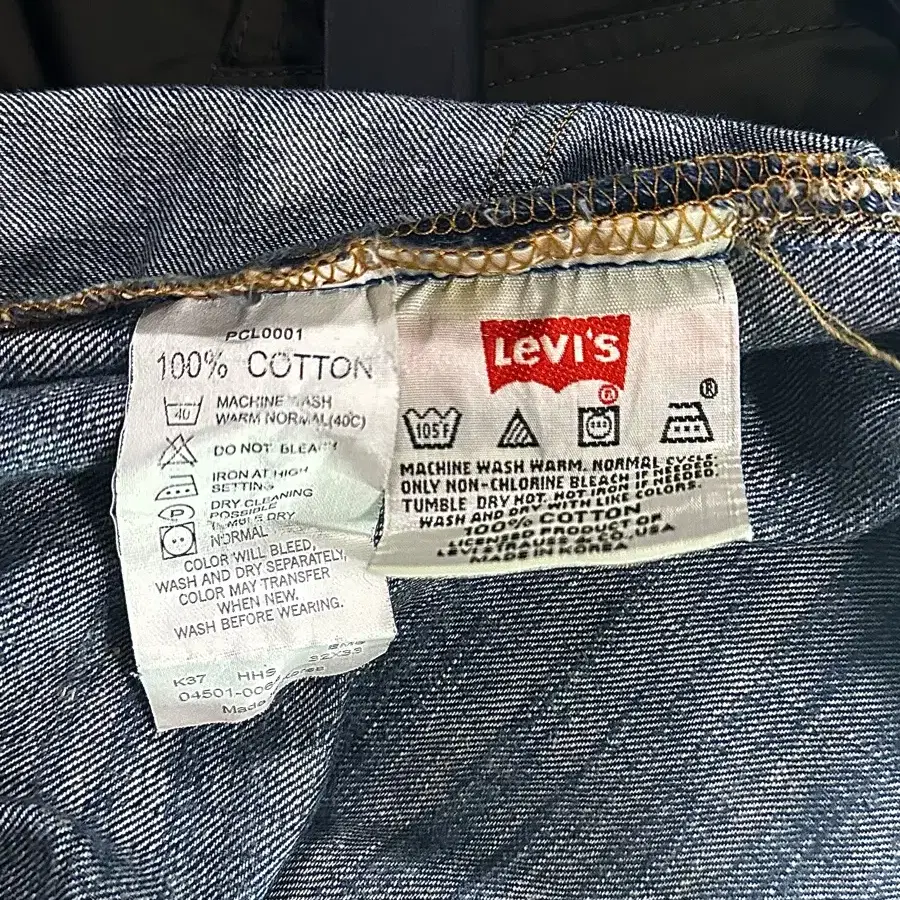 PCL0001
100% COTTON
40
MACHINE WASH
WARM NORMAL(40C)
DO NOT BLEACH
IRON AT HIGH
SETTING
DRY CLEANING
POSSIBLE
P
TUMBLE DRY
NORMAL
COLOR WILL BLEED,
WASH AND DRY SEPARATELY,
COLOR MAY TRANSFER
WHEN NEW.
WASH BEFORE WEARING.
K37 HHS 32X33
04501-006
Made
LEVI'S
®
®
105F
MACHINE WASH WARM. NORMAL CYCLE.
ONLY NON-CHLORINE BLEACH IF NEEDED.
TUMBLE DRY HOT. HOT IRON IF NEEDED.
WASH AND DRY WITH LIKE COLORS.
100% COTTON
LICENSED PRODUCT OF
LEVI STRAUSS & CO., USA
MADE IN KOREA